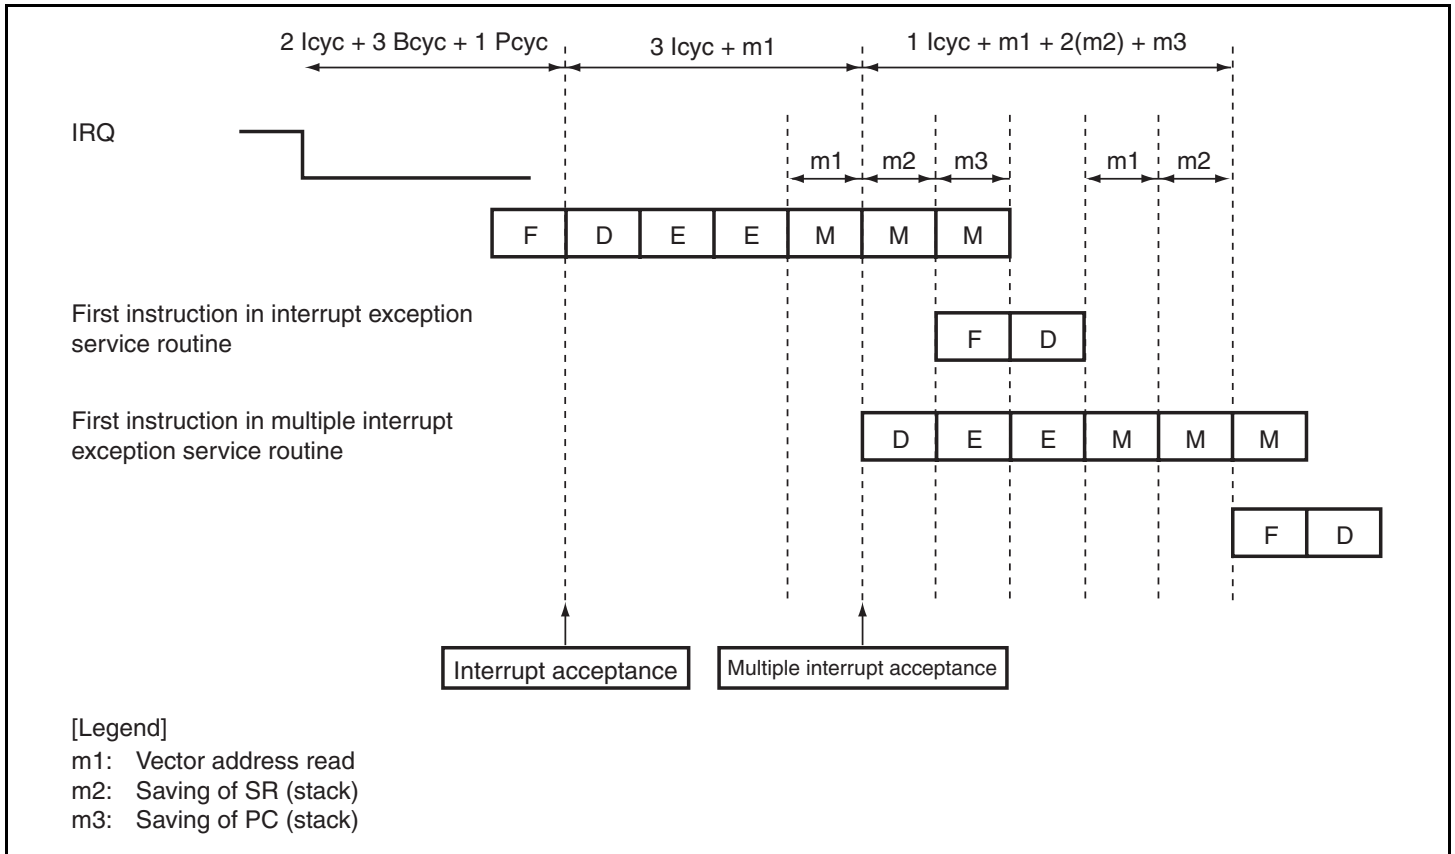 2 Icyc + 3 Bcyc + 1 Pcyc
3 Icyc + m1
1 Icyc + m1 + 2(m2) + m3
IRQ
m1 m2 m3 m1 m2
F D E E M M M
First instruction in interrupt exception
service routine
F D
First instruction in multiple interrupt
exception service routine
D E E M M M
F D
Interrupt acceptance
Multiple interrupt acceptance
[Legend]
m1: Vector address read
m2: Saving of SR (stack)
m3: Saving of PC (stack)